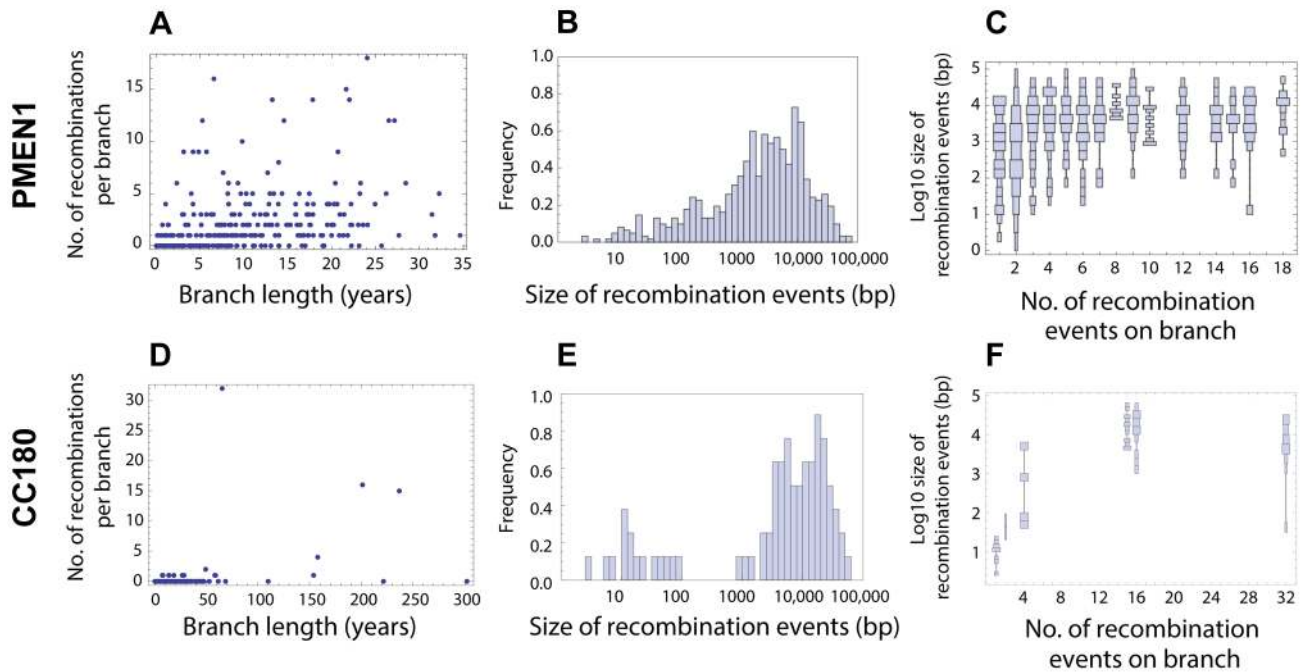 A
B
C
PMEN1
No. of recombinations
per branch
15
10
5
0
0 5 10 15 20 25 30 35
Branch length (years)
Frequency
1.0
0.8
0.6
0.4
0.2
0.0
10 100 1000 10,000 100,000
Size of recombination events (bp)
Log10 size of
recombination events (bp)
5
4
3
2
1
0
2 4 6 8 10 12 14 16 18
No. of recombination
events on branch
D
E
F
CC180
No. of recombinations
per branch
30
25
20
15
10
5
0
0 50 100 150 200 250 300
Branch length (years)
Frequency
1.0
0.8
0.6
0.4
0.2
0.0
10 100 1000 10,000 100,000
Size of recombination events (bp)
Log10 size of
recombination events (bp)
5
4
3
2
1
4 8 12 16 20 24 28 32
No. of recombination
events on branch